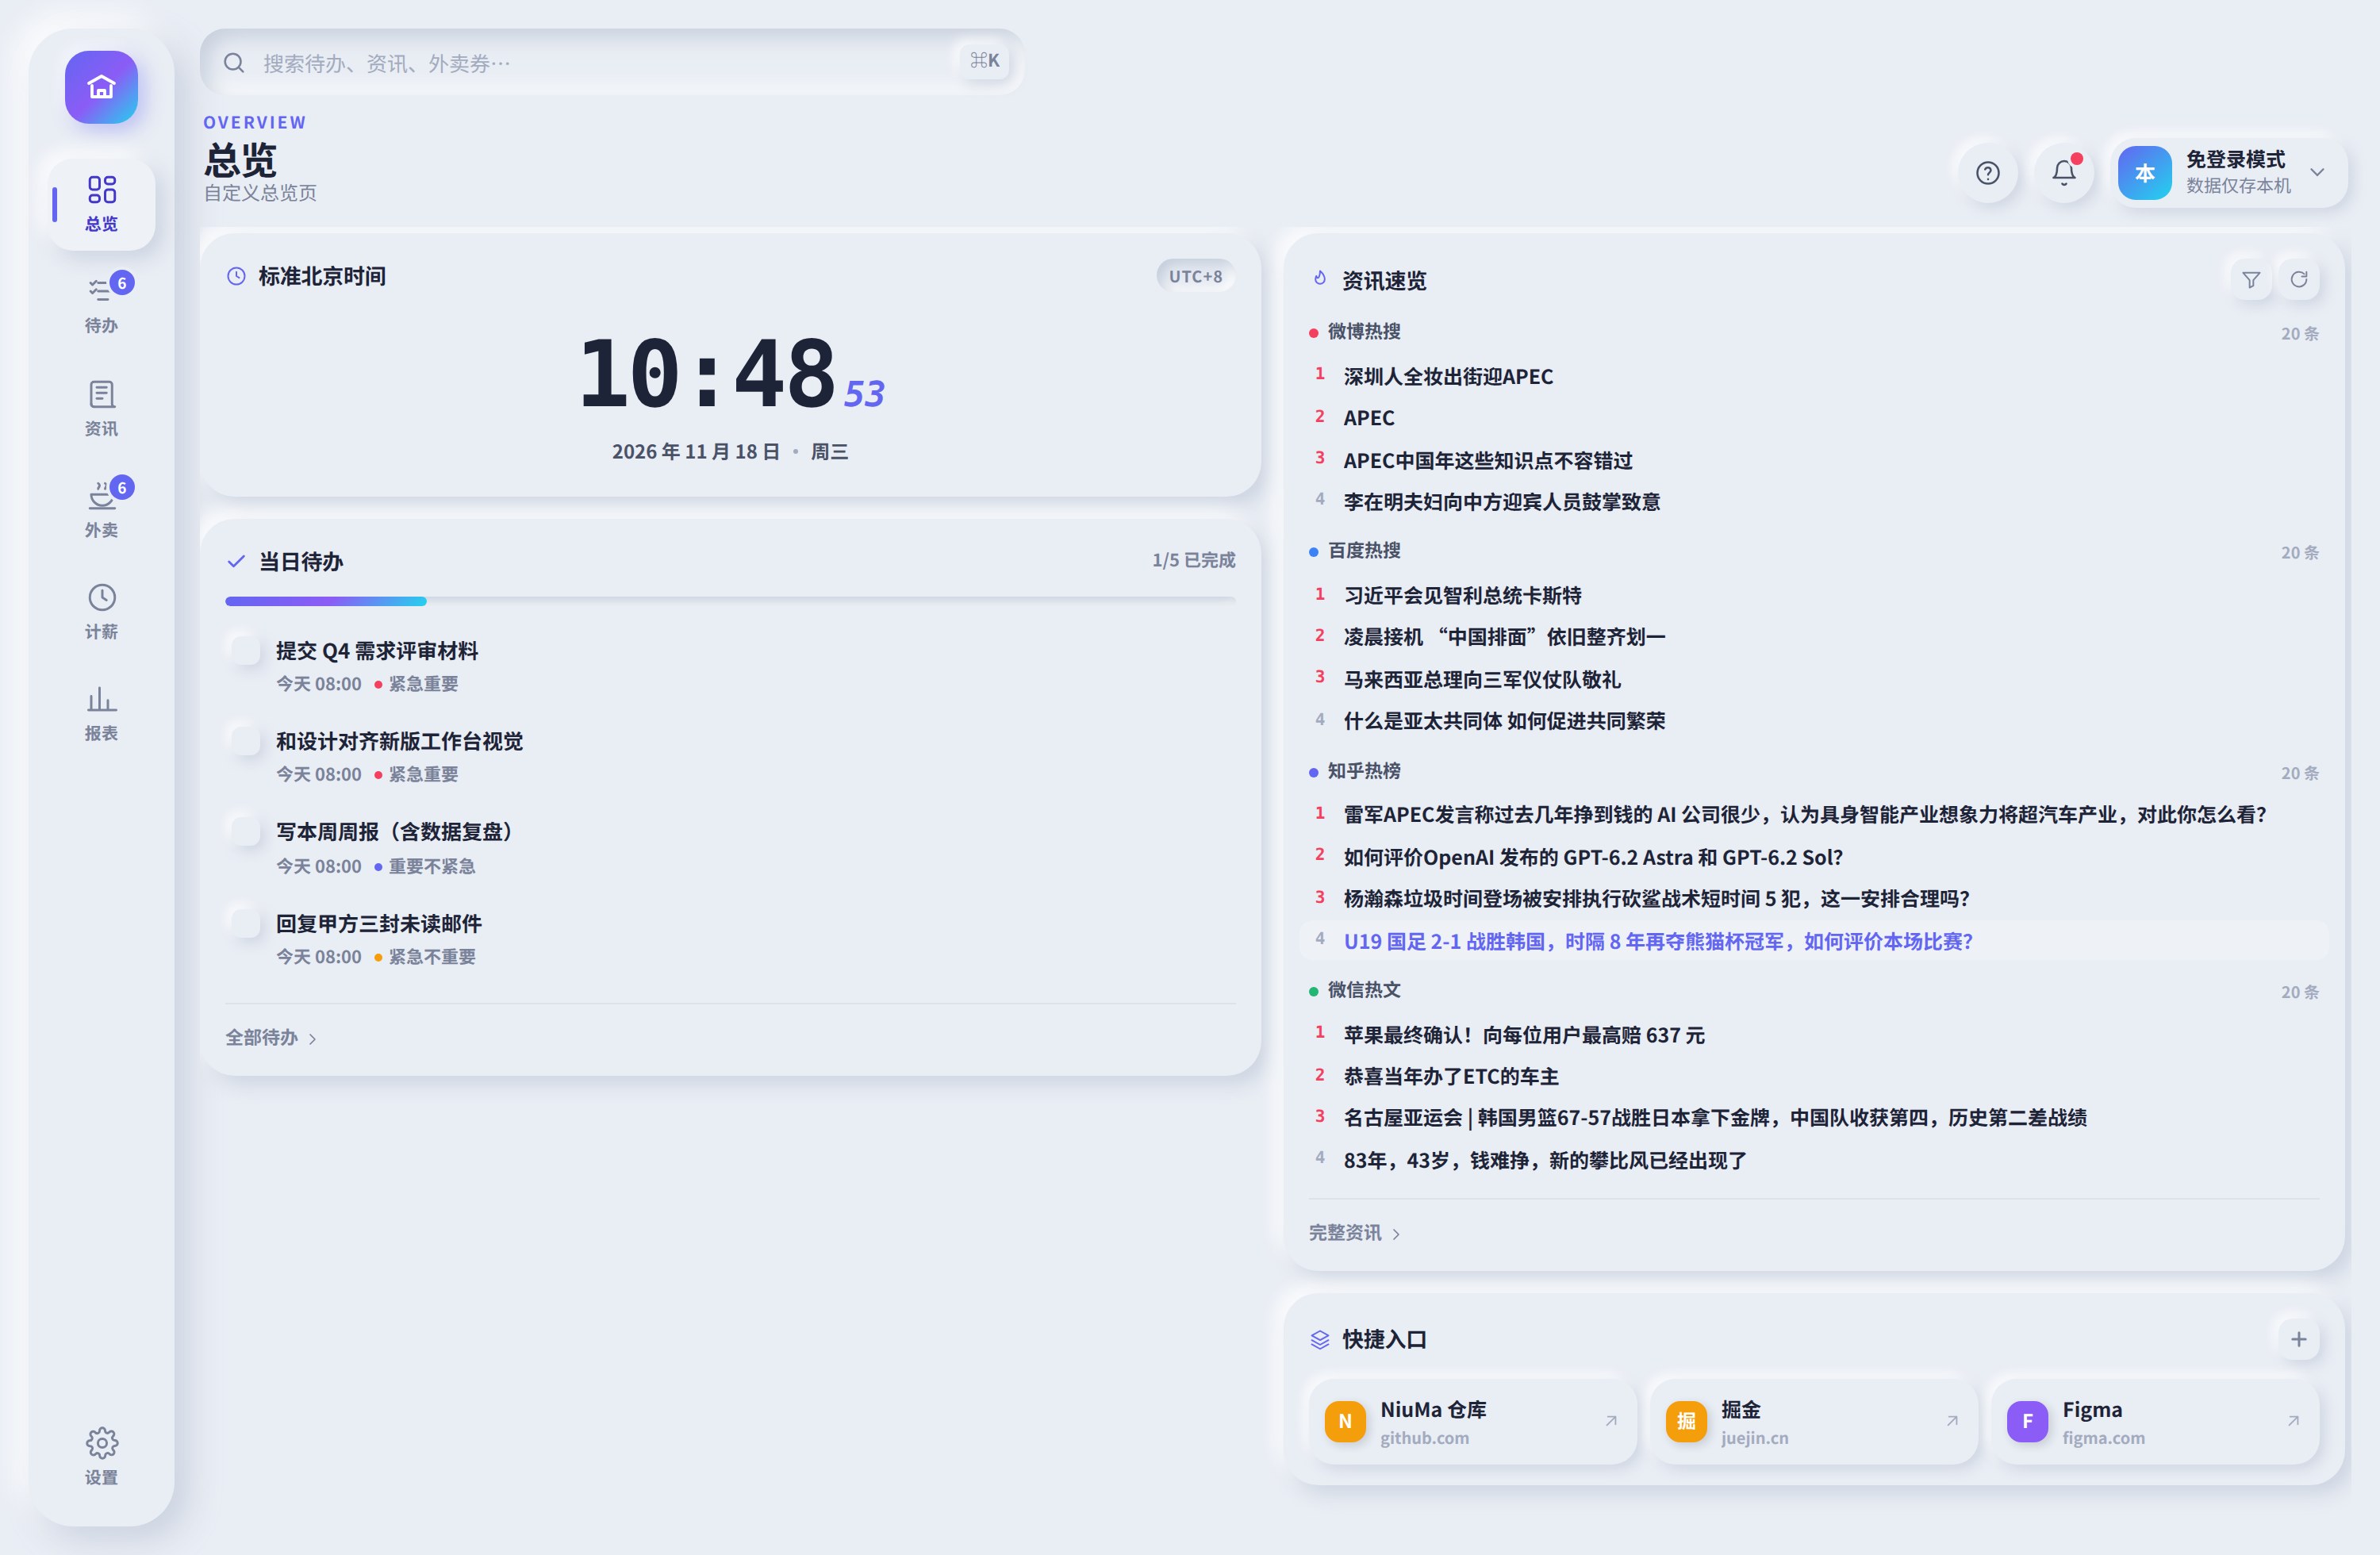 搜索待办、资讯、外卖券…
⌘K
OVERVIEW
总览
自定义总览页
本
免登录模式
数据仅存本机
总览
6
待办
资讯
6
外卖
计薪
报表
设置
标准北京时间
UTC+8
10:48 53
2026 年 11 月 18 日 • 周三
当日待办
1/5 已完成
提交 Q4 需求评审材料
今天 08:00 紧急重要
和设计对齐新版工作台视觉
今天 08:00 紧急重要
写本周周报（含数据复盘）
今天 08:00 重要不紧急
回复甲方三封未读邮件
今天 08:00 紧急不重要
全部待办
资讯速览
微博热搜 20 条
1 深圳人全妆出街迎APEC
2 APEC
3 APEC中国年这些知识点不容错过
4 李在明夫妇向中方迎宾人员鼓掌致意
百度热搜 20 条
1 习近平会见智利总统卡斯特
2 凌晨接机 “中国排面”依旧整齐划一
3 马来西亚总理向三军仪仗队敬礼
4 什么是亚太共同体 如何促进共同繁荣
知乎热榜 20 条
1 雷军APEC发言称过去几年挣到钱的 AI 公司很少，认为具身智能产业想象力将超汽车产业，对此你怎么看？
2 如何评价OpenAI 发布的 GPT-6.2 Astra 和 GPT-6.2 Sol？
3 杨瀚森垃圾时间登场被安排执行砍鲨战术短时间 5 犯，这一安排合理吗？
4 U19 国足 2-1 战胜韩国，时隔 8 年再夺熊猫杯冠军，如何评价本场比赛？
微信热文 20 条
1 苹果最终确认！向每位用户最高赔 637 元
2 恭喜当年办了ETC的车主
3 名古屋亚运会 | 韩国男篮67-57战胜日本拿下金牌，中国队收获第四，历史第二差战绩
4 83年，43岁，钱难挣，新的攀比风已经出现了
完整资讯
快捷入口
N
NiuMa 仓库
github.com
掘
掘金
juejin.cn
F
Figma
figma.com